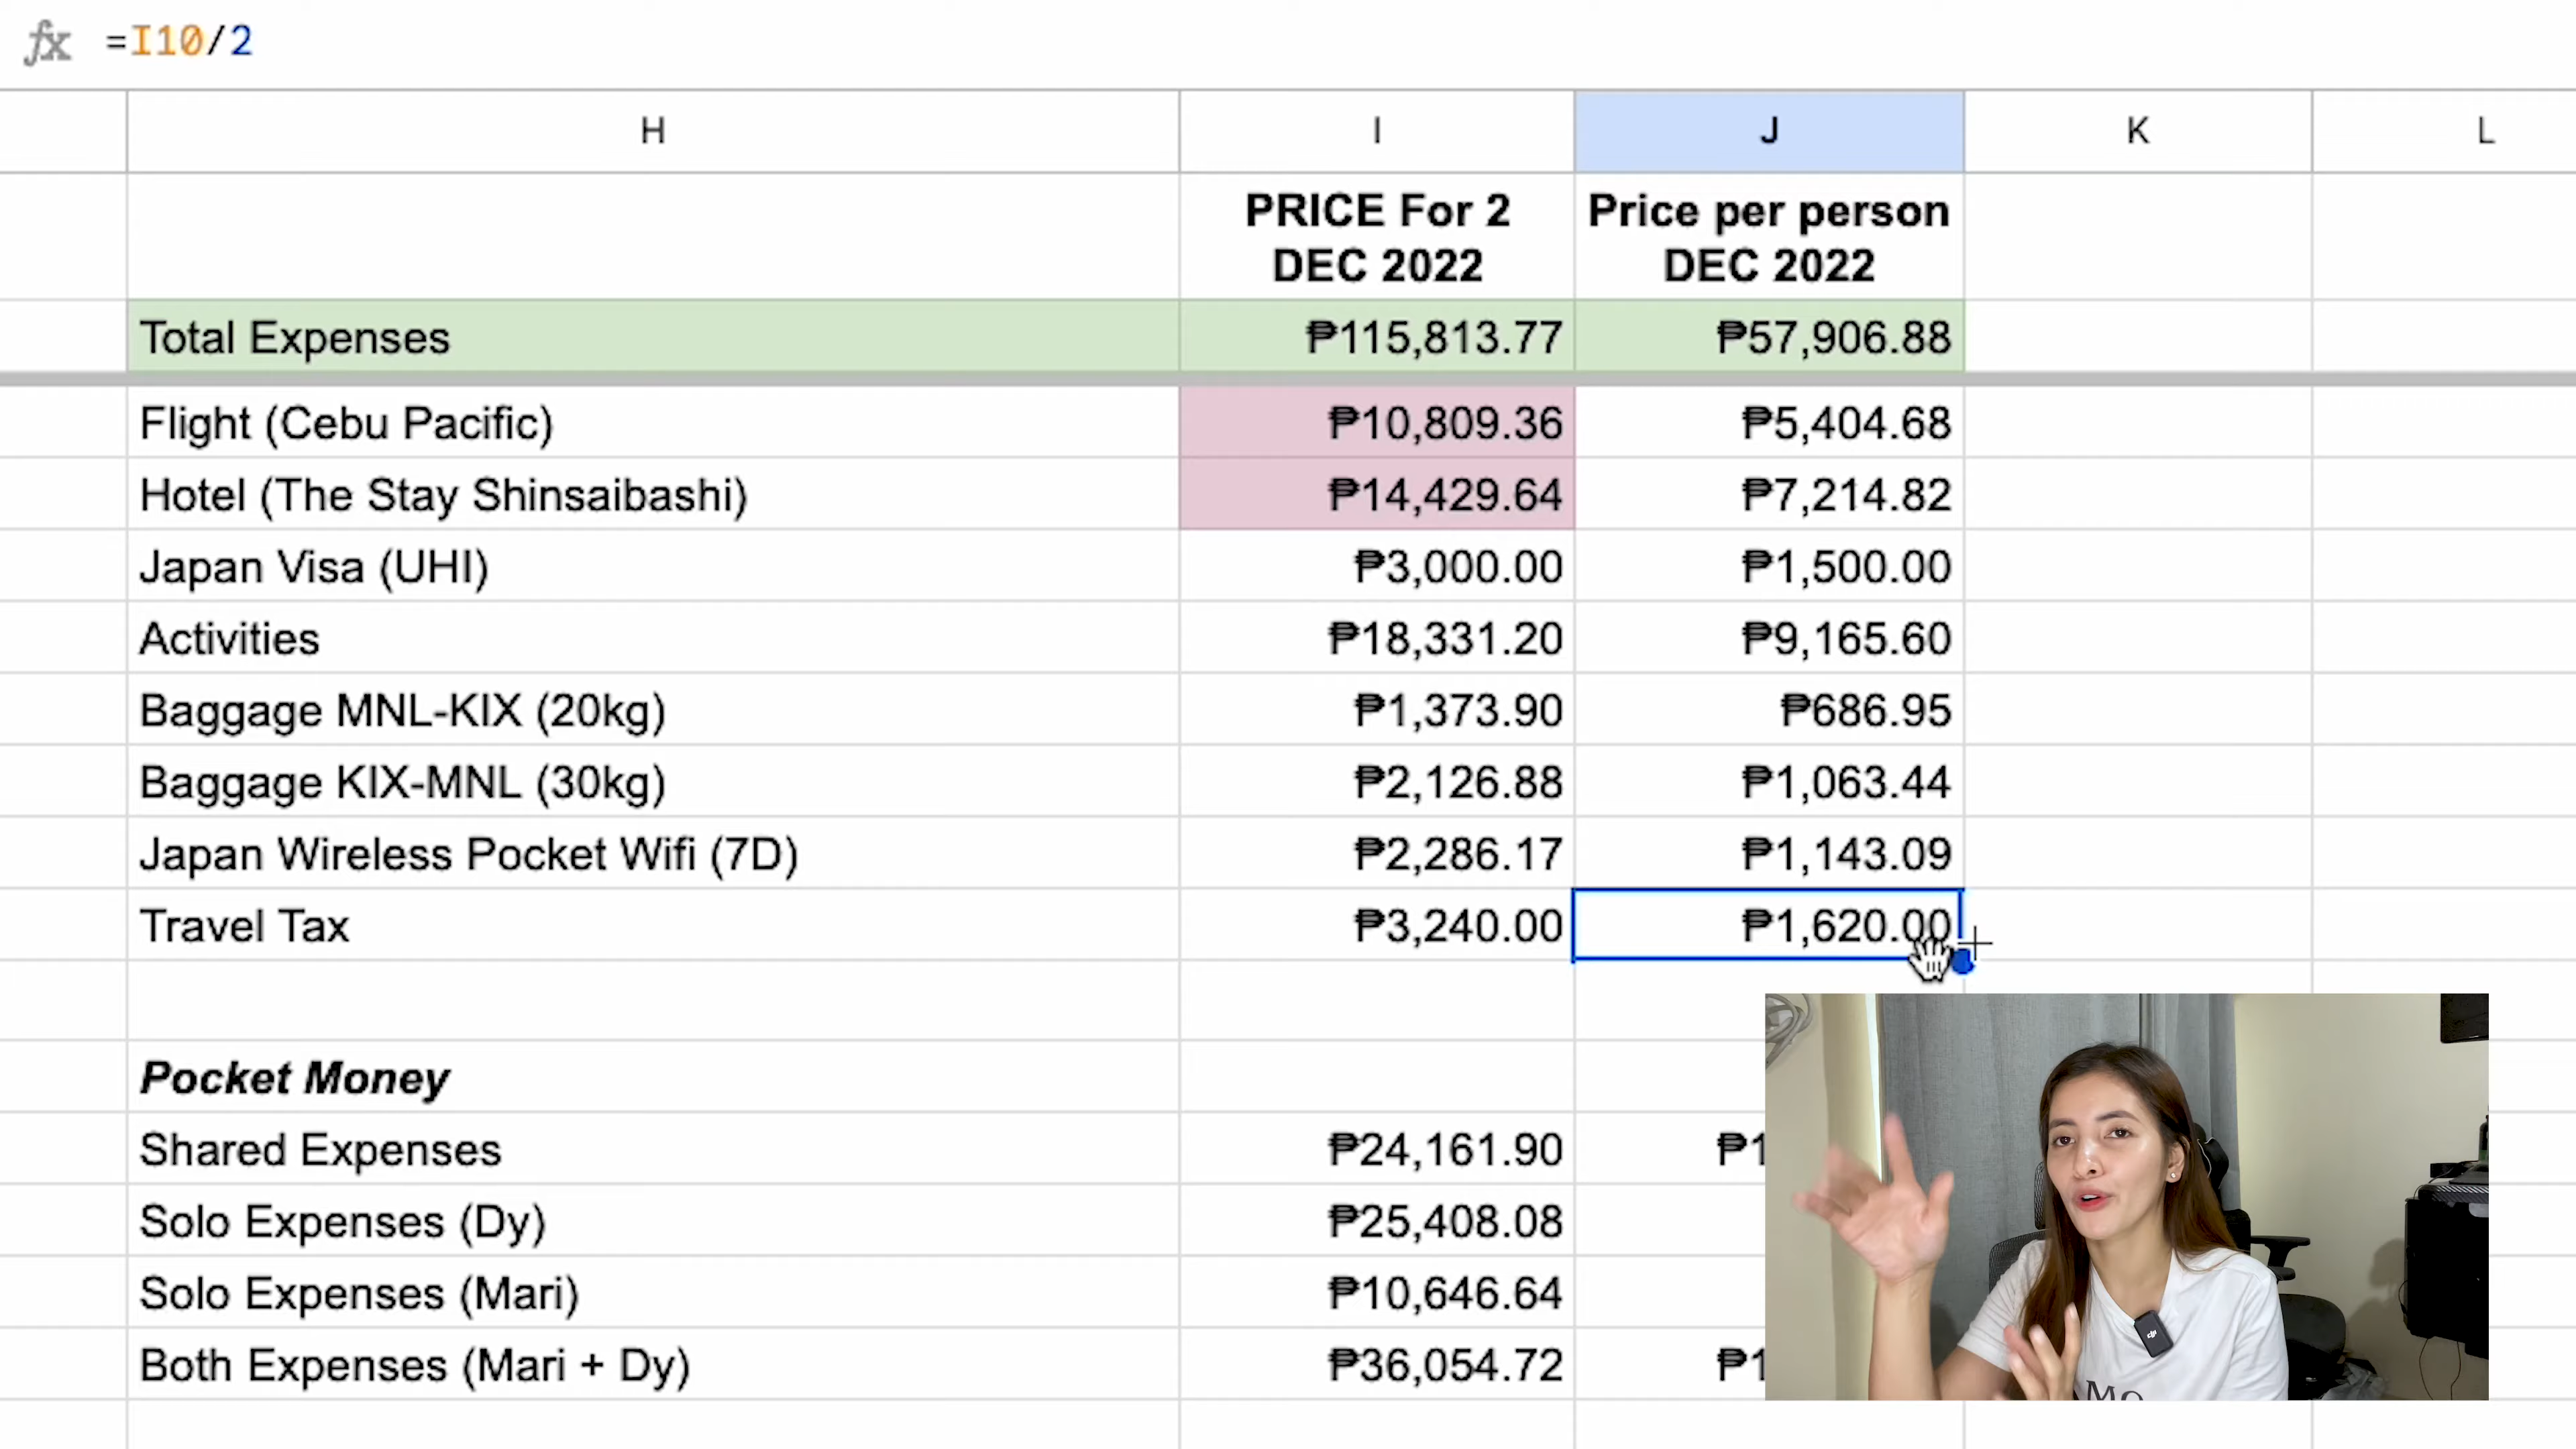 fx =I10/2
H I J K L
PRICE For 2 Price per person
DEC 2022 DEC 2022
Total Expenses ₱115,813.77 ₱57,906.88
Flight (Cebu Pacific) ₱10,809.36 ₱5,404.68
Hotel (The Stay Shinsaibashi) ₱14,429.64 ₱7,214.82
Japan Visa (UHI) ₱3,000.00 ₱1,500.00
Activities ₱18,331.20 ₱9,165.60
Baggage MNL-KIX (20kg) ₱1,373.90 ₱686.95
Baggage KIX-MNL (30kg) ₱2,126.88 ₱1,063.44
Japan Wireless Pocket Wifi (7D) ₱2,286.17 ₱1,143.09
Travel Tax ₱3,240.00 ₱1,620.00
Pocket Money
Shared Expenses ₱24,161.90 ₱1
Solo Expenses (Dy) ₱25,408.08
Solo Expenses (Mari) ₱10,646.64
Both Expenses (Mari + Dy) ₱36,054.72 ₱1
dji